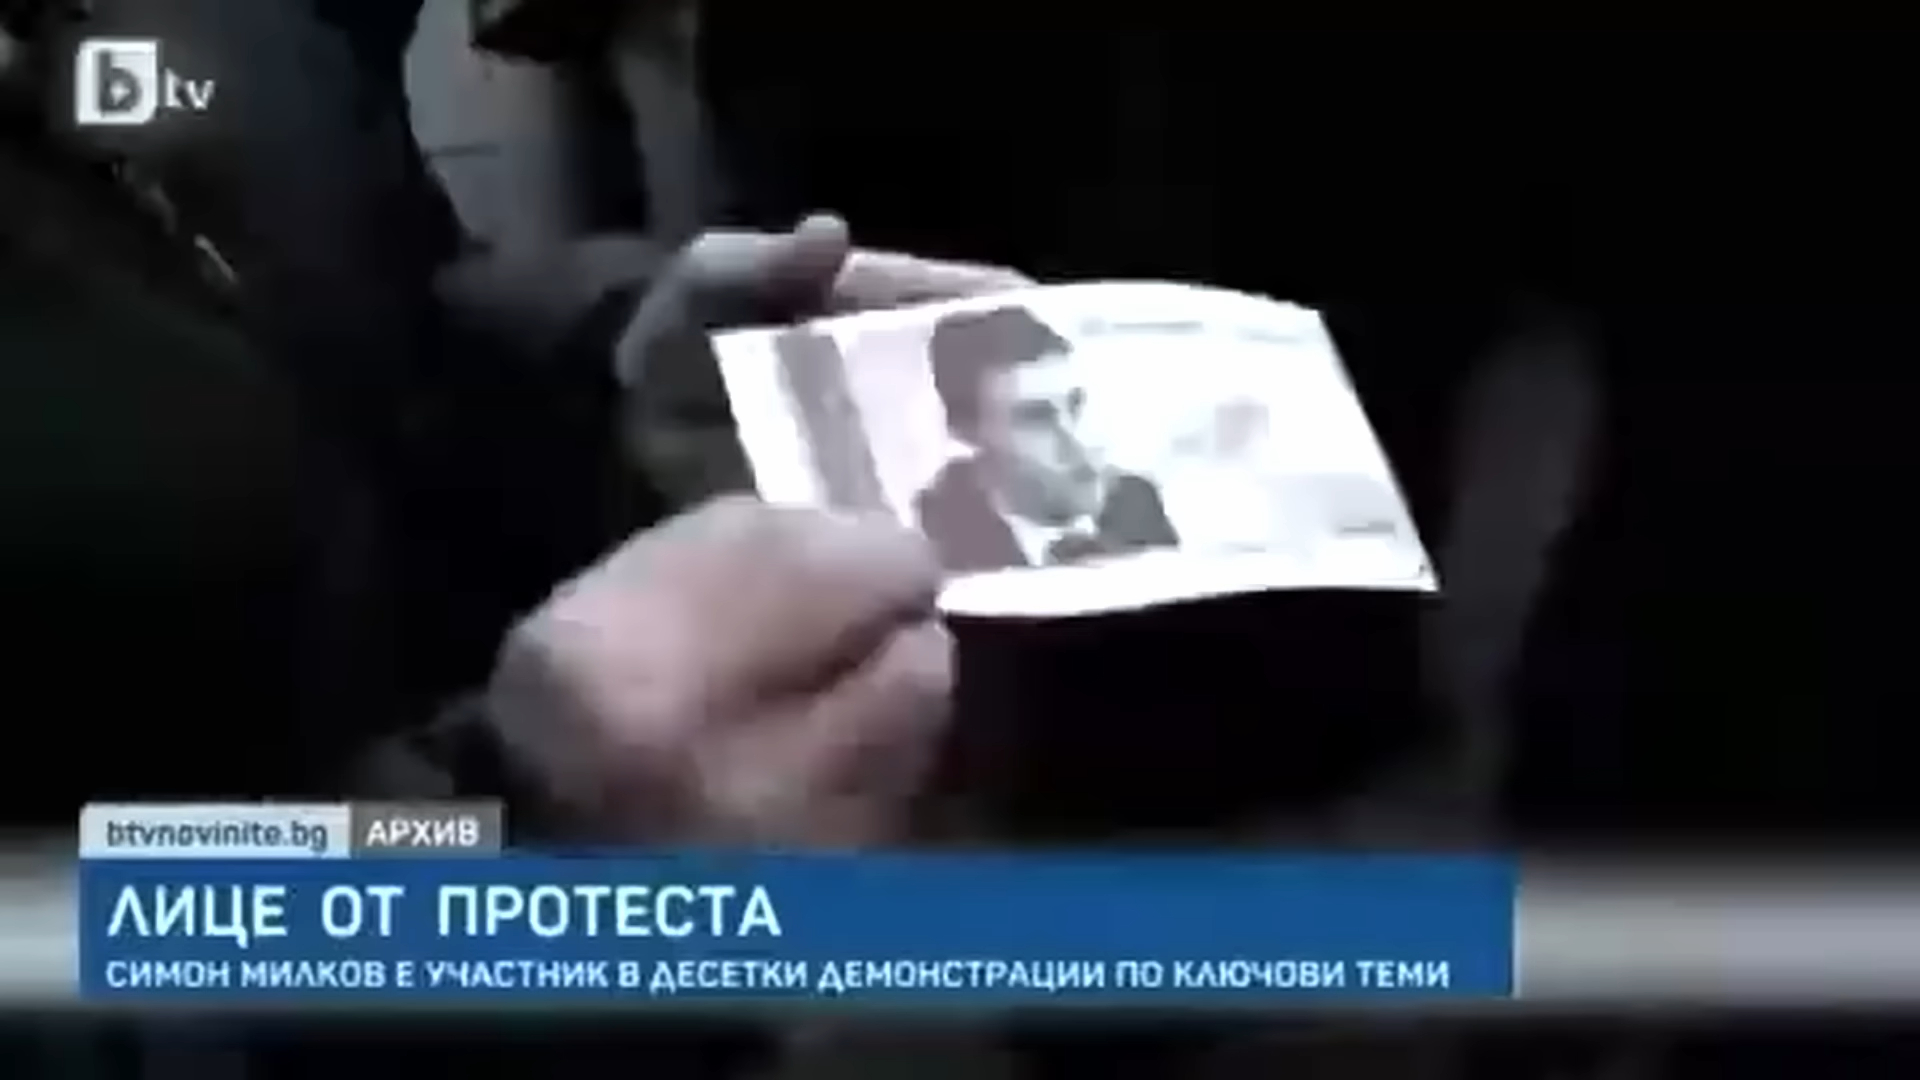 btv
btvnovinite.bg АРХИВ
ЛИЦЕ ОТ ПРОТЕСТА
СИМОН МИЛКОВ Е УЧАСТНИК В ДЕСЕТКИ ДЕМОНСТРАЦИИ ПО КЛЮЧОВИ ТЕМИ